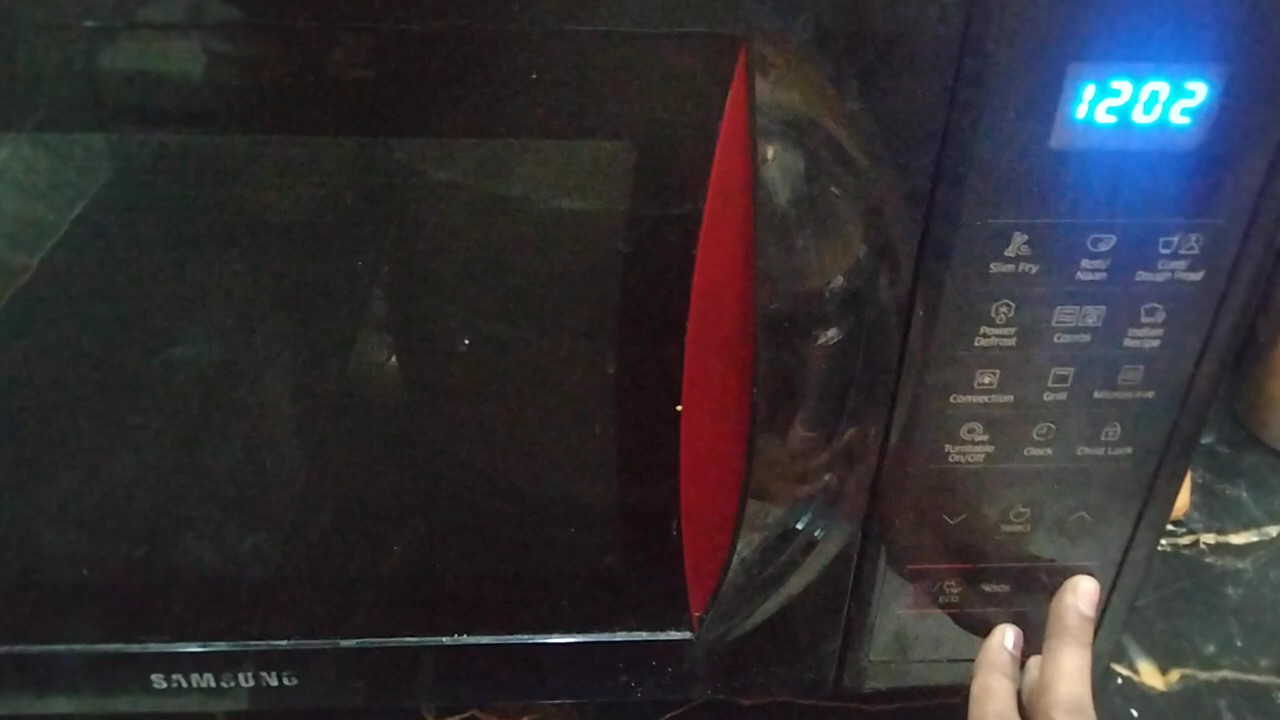 1202
Slim Fry
Roti/
Naan
Curd/
Dough Proof
Power
Defrost
Combi
Indian
Recipe
Convection
Grill
Microwave
Turntable
On/Off
Clock
Child Lock
Select
ECO
SAMSUNG